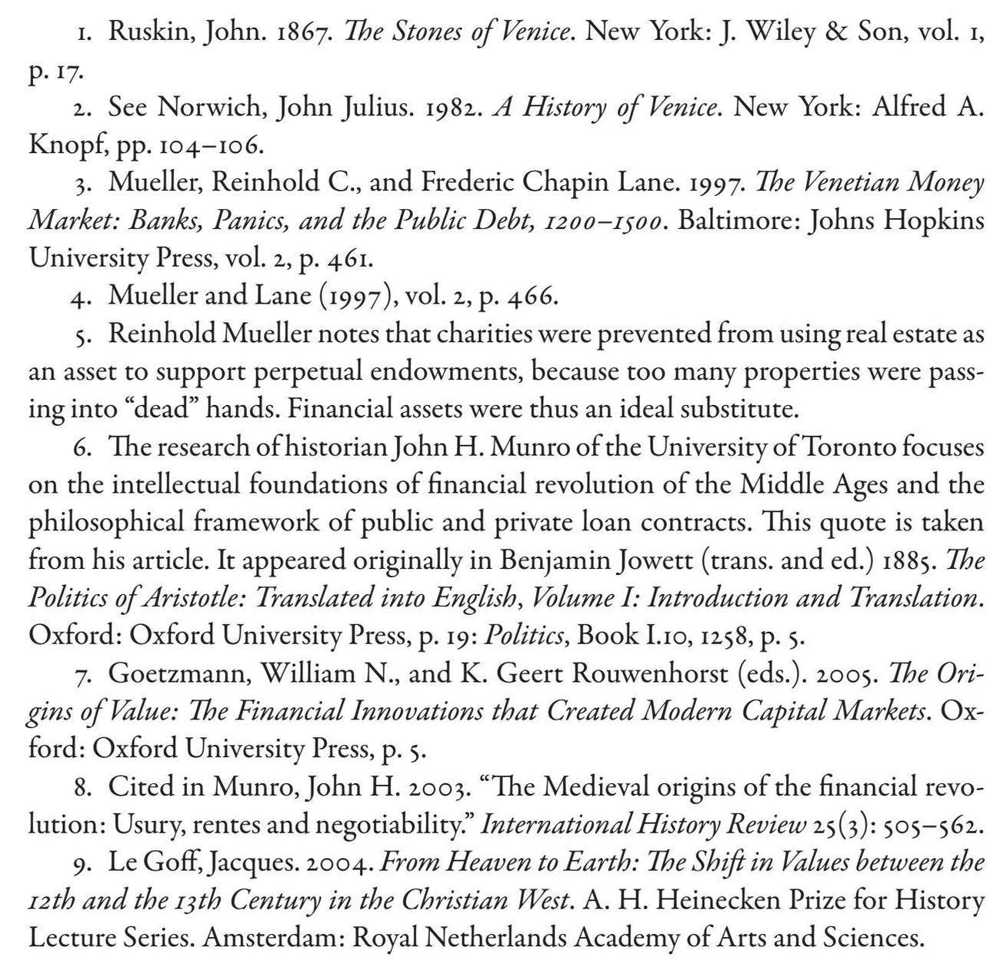 1. Ruskin, John. 1867. The Stones of Venice. New York: J. Wiley & Son, vol. 1,
p. 17.
2. See Norwich, John Julius. 1982. A History of Venice. New York: Alfred A.
Knopf, pp. 104–106.
3. Mueller, Reinhold C., and Frederic Chapin Lane. 1997. The Venetian Money
Market: Banks, Panics, and the Public Debt, 1200–1500. Baltimore: Johns Hopkins
University Press, vol. 2, p. 461.
4. Mueller and Lane (1997), vol. 2, p. 466.
5. Reinhold Mueller notes that charities were prevented from using real estate as
an asset to support perpetual endowments, because too many properties were pass-
ing into “dead” hands. Financial assets were thus an ideal substitute.
6. The research of historian John H. Munro of the University of Toronto focuses
on the intellectual foundations of financial revolution of the Middle Ages and the
philosophical framework of public and private loan contracts. This quote is taken
from his article. It appeared originally in Benjamin Jowett (trans. and ed.) 1885. The
Politics of Aristotle: Translated into English, Volume I: Introduction and Translation.
Oxford: Oxford University Press, p. 19: Politics, Book I.10, 1258, p. 5.
7. Goetzmann, William N., and K. Geert Rouwenhorst (eds.). 2005. The Ori-
gins of Value: The Financial Innovations that Created Modern Capital Markets. Ox-
ford: Oxford University Press, p. 5.
8. Cited in Munro, John H. 2003. “The Medieval origins of the financial revo-
lution: Usury, rentes and negotiability.” International History Review 25(3): 505–562.
9. Le Goff, Jacques. 2004. From Heaven to Earth: The Shift in Values between the
12th and the 13th Century in the Christian West. A. H. Heinecken Prize for History
Lecture Series. Amsterdam: Royal Netherlands Academy of Arts and Sciences.